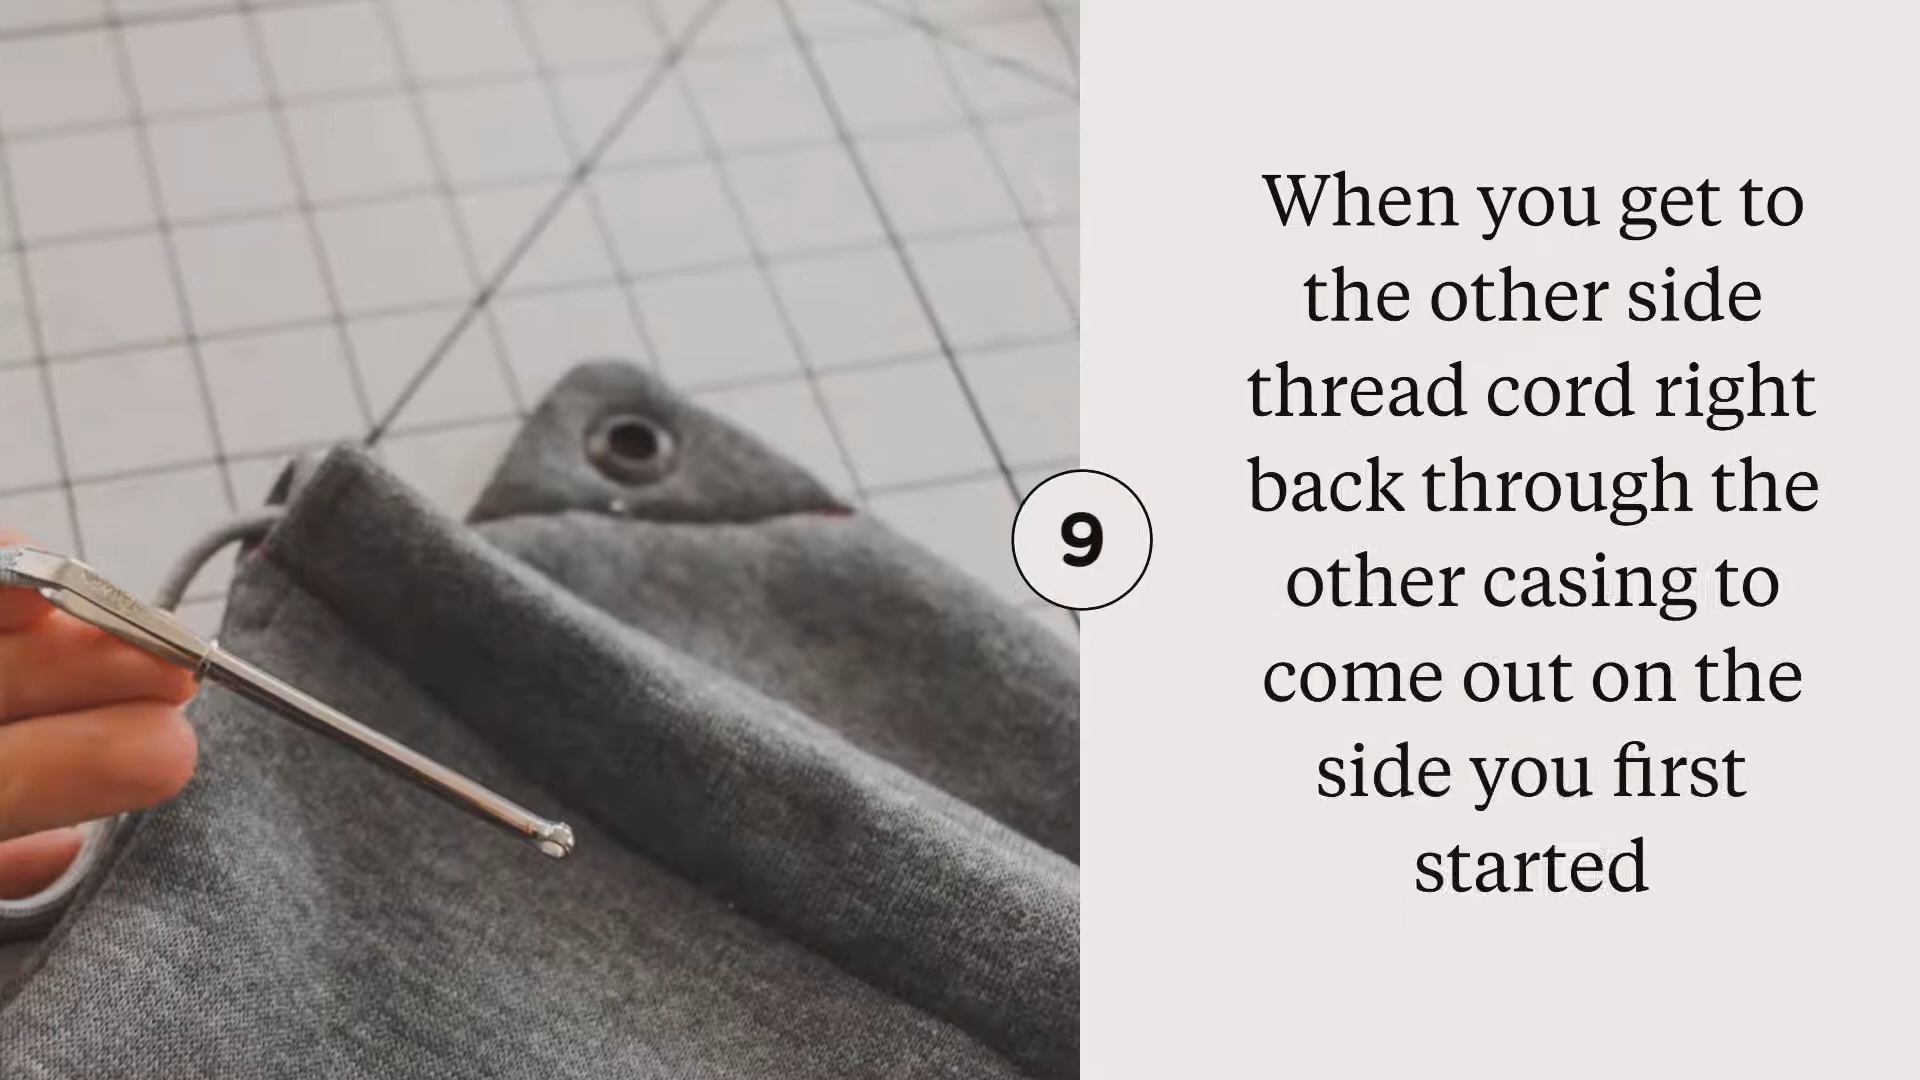 When you get to
the other side
thread cord right
back through the
9
other casing to
come out on the
side you first
started